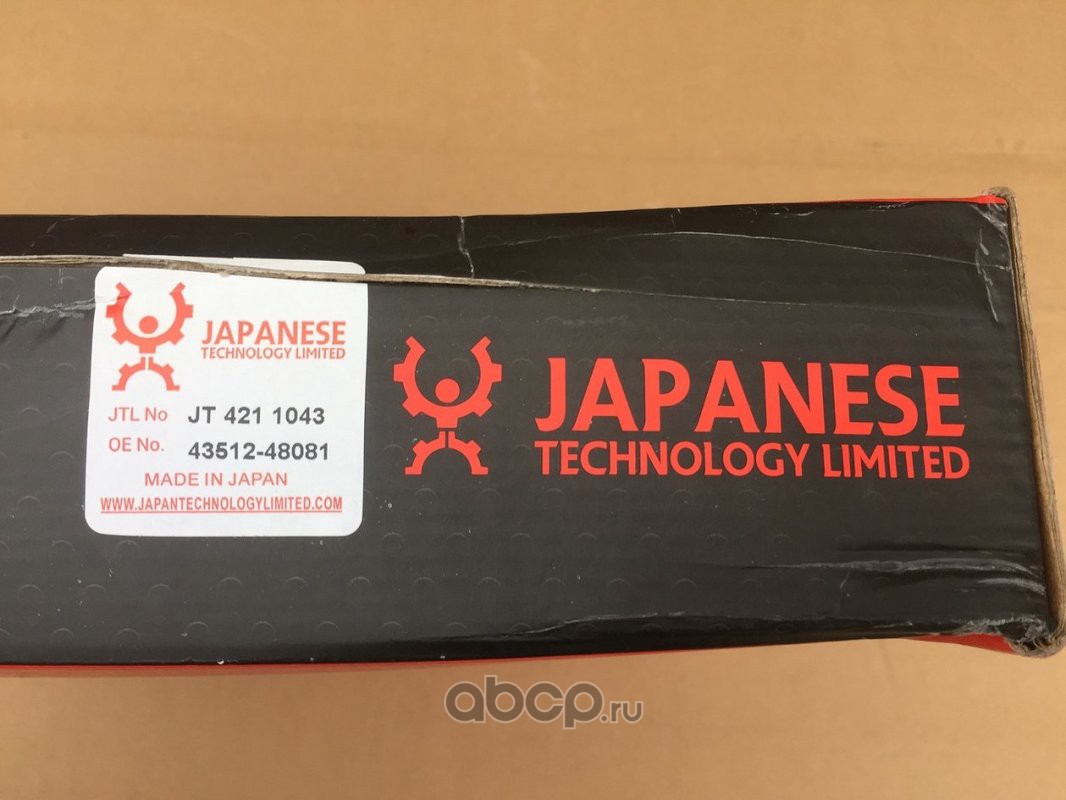 JAPANESE
TECHNOLOGY LIMITED
JTL No JT 421 1043
OE No. 43512-48081
MADE IN JAPAN
WWW.JAPANTECHNOLOGYLIMITED.COM
JAPANESE
TECHNOLOGY LIMITED
abcp.ru